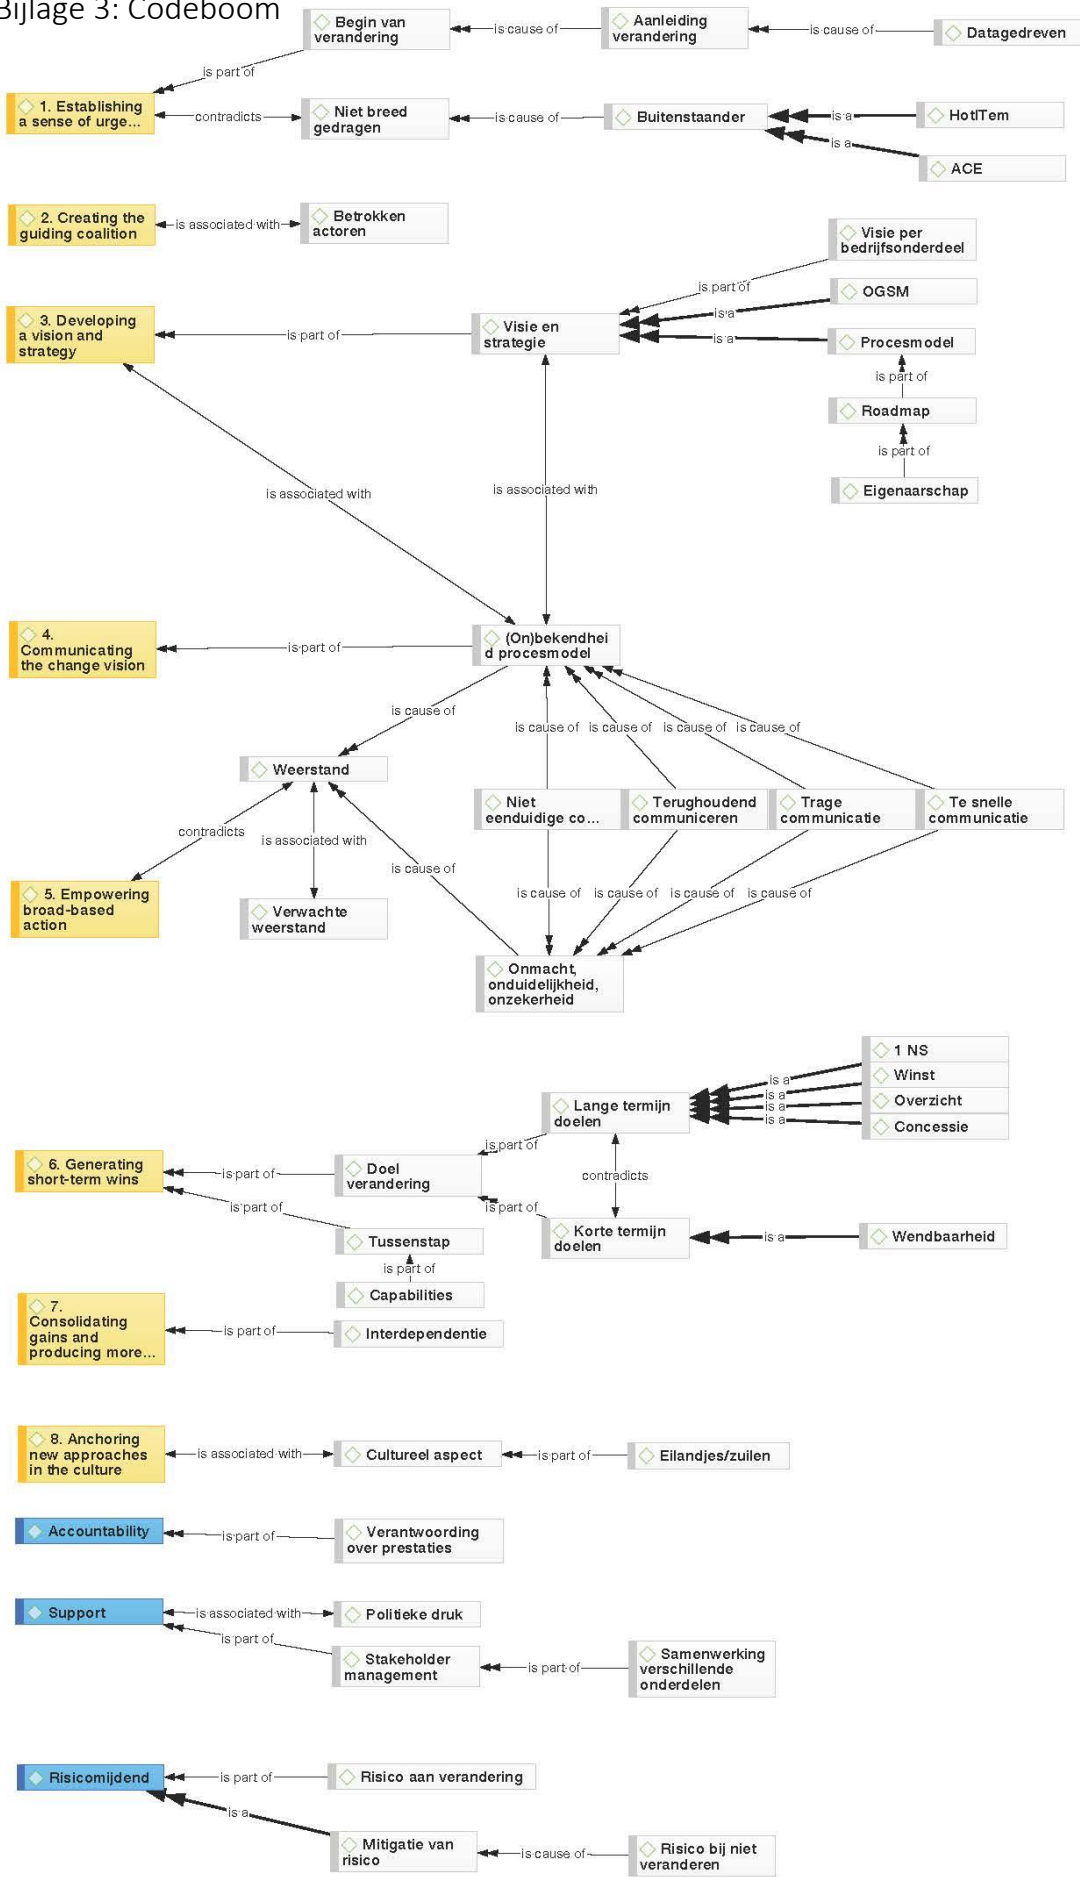 Bijlage 3: Codeboom
Begin van
verandering
is cause of
Aanleiding
verandering
is cause of
Datagedreven
is part of
1. Establishing
a sense of urge...
contradicts
Niet breed
gedragen
is cause of
Buitenstaander
is a
HotITem
is a
ACE
2. Creating the
guiding coalition
is associated with
Betrokken
actoren
Visie per
bedrijfsonderdeel
is part of
OGSM
is a
3. Developing
a vision and
strategy
is part of
Visie en
strategie
is a
Procesmodel
is part of
Roadmap
is part of
Eigenaarschap
is associated with
is associated with
4.
Communicating
the change vision
is part of
(On)bekendhei
d procesmodel
is cause of
is cause of
is cause of
is cause of
is cause of
Weerstand
Niet
eenduidige co...
Terughoudend
communiceren
Trage
communicatie
Te snelle
communicatie
contradicts
is associated with
is cause of
is cause of
is cause of
is cause of
is cause of
5. Empowering
broad-based
action
Verwachte
weerstand
Onmacht,
onduidelijkheid,
onzekerheid
1 NS
Winst
Overzicht
Concessie
is a
is a
is a
is a
Lange termijn
doelen
is part of
6. Generating
short-term wins
is part of
Doel
verandering
contradicts
is part of
is part of
Korte termijn
doelen
is a
Wendbaarheid
Tussenstap
is part of
Capabilities
7.
Consolidating
gains and
producing more...
is part of
Interdependentie
8. Anchoring
new approaches
in the culture
is associated with
Cultureel aspect
is part of
Eilandjes/zuilen
Accountability
is part of
Verantwoording
over prestaties
Support
is associated with
Politieke druk
is part of
Stakeholder
management
is part of
Samenwerking
verschillende
onderdelen
Risicomijdend
is part of
Risico aan verandering
is a
Mitigatie van
risico
is cause of
Risico bij niet
veranderen